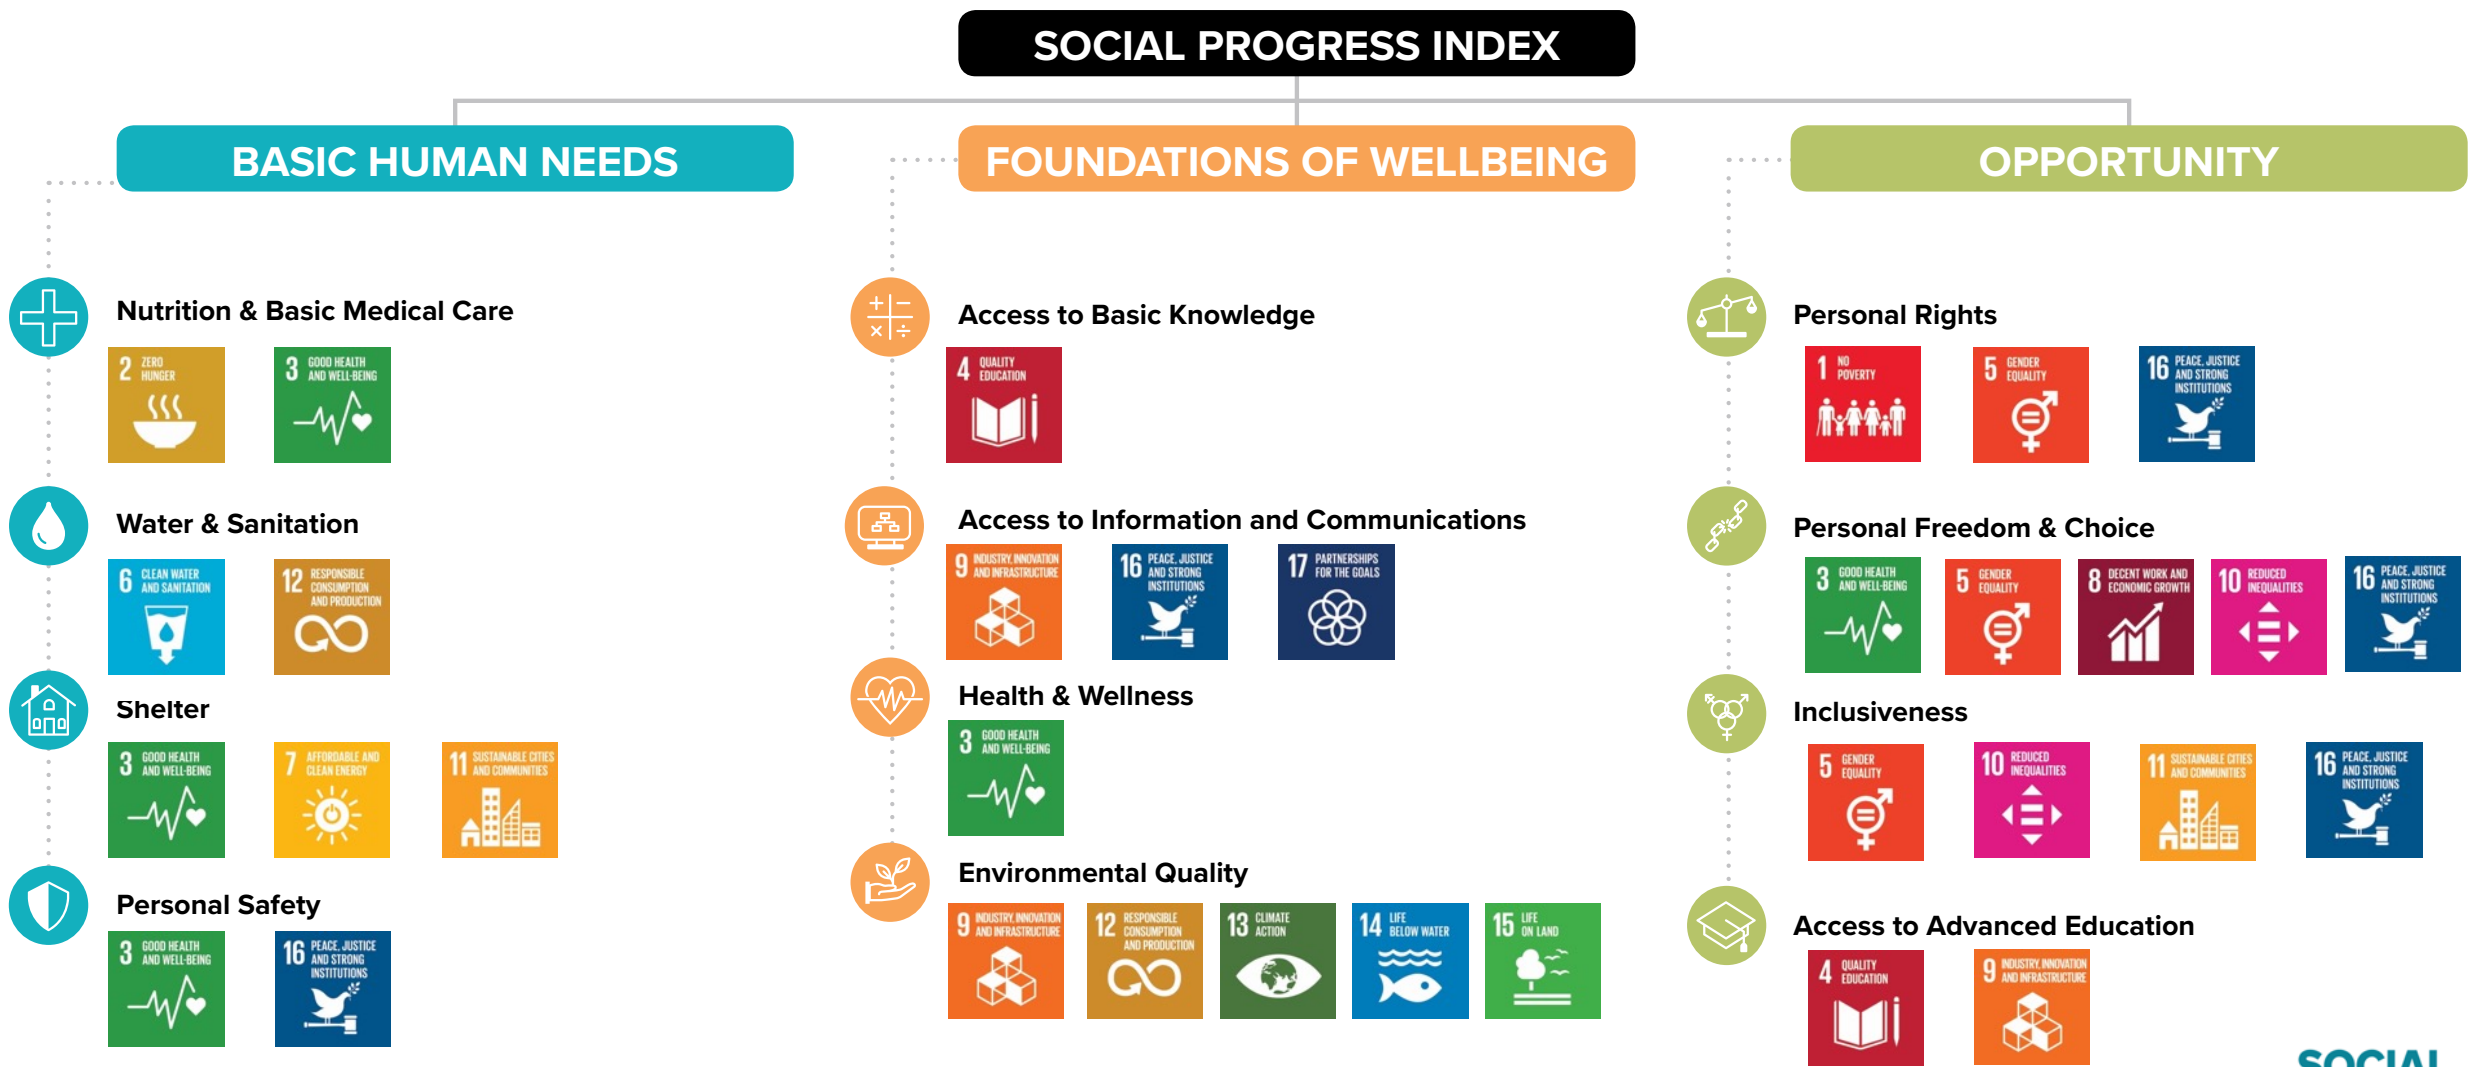 SOCIAL PROGRESS INDEX
BASIC HUMAN NEEDS
Nutrition & Basic Medical Care
2 ZERO
HUNGER
3 GOOD HEALTH
AND WELL-BEING
Water & Sanitation
6 CLEAN WATER
AND SANITATION
12 RESPONSIBLE
CONSUMPTION
AND PRODUCTION
Shelter
3 GOOD HEALTH
AND WELL-BEING
7 AFFORDABLE AND
CLEAN ENERGY
11 SUSTAINABLE CITIES
AND COMMUNITIES
Personal Safety
3 GOOD HEALTH
AND WELL-BEING
16 PEACE, JUSTICE
AND STRONG
INSTITUTIONS
FOUNDATIONS OF WELLBEING
Access to Basic Knowledge
4 QUALITY
EDUCATION
Access to Information and Communications
9 INDUSTRY, INNOVATION
AND INFRASTRUCTURE
16 PEACE, JUSTICE
AND STRONG
INSTITUTIONS
17 PARTNERSHIPS
FOR THE GOALS
Health & Wellness
3 GOOD HEALTH
AND WELL-BEING
Environmental Quality
9 INDUSTRY, INNOVATION
AND INFRASTRUCTURE
12 RESPONSIBLE
CONSUMPTION
AND PRODUCTION
13 CLIMATE
ACTION
14 LIFE
BELOW WATER
15 LIFE
ON LAND
OPPORTUNITY
Personal Rights
1 NO
POVERTY
5 GENDER
EQUALITY
16 PEACE, JUSTICE
AND STRONG
INSTITUTIONS
Personal Freedom & Choice
3 GOOD HEALTH
AND WELL-BEING
5 GENDER
EQUALITY
8 DECENT WORK AND
ECONOMIC GROWTH
10 REDUCED
INEQUALITIES
16 PEACE, JUSTICE
AND STRONG
INSTITUTIONS
Inclusiveness
5 GENDER
EQUALITY
10 REDUCED
INEQUALITIES
11 SUSTAINABLE CITIES
AND COMMUNITIES
16 PEACE, JUSTICE
AND STRONG
INSTITUTIONS
Access to Advanced Education
4 QUALITY
EDUCATION
9 INDUSTRY, INNOVATION
AND INFRASTRUCTURE
SOCIAL